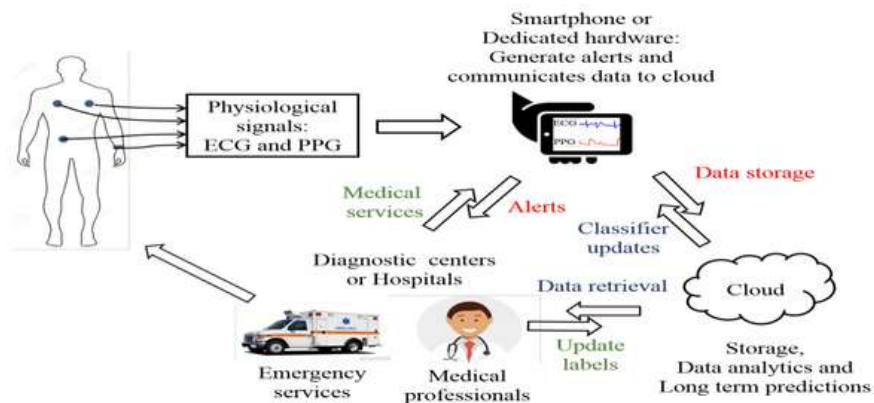 Smartphone or
Dedicated hardware:
Generate alerts and
communicates data to cloud
Physiological
signals:
ECG and PPG
ECG
PPG
Medical
services
Alerts
Data storage
Classifier
updates
Diagnostic centers
or Hospitals
Data retrieval
Cloud
Update
labels
Emergency
services
Medical
professionals
Storage,
Data analytics and
Long term predictions